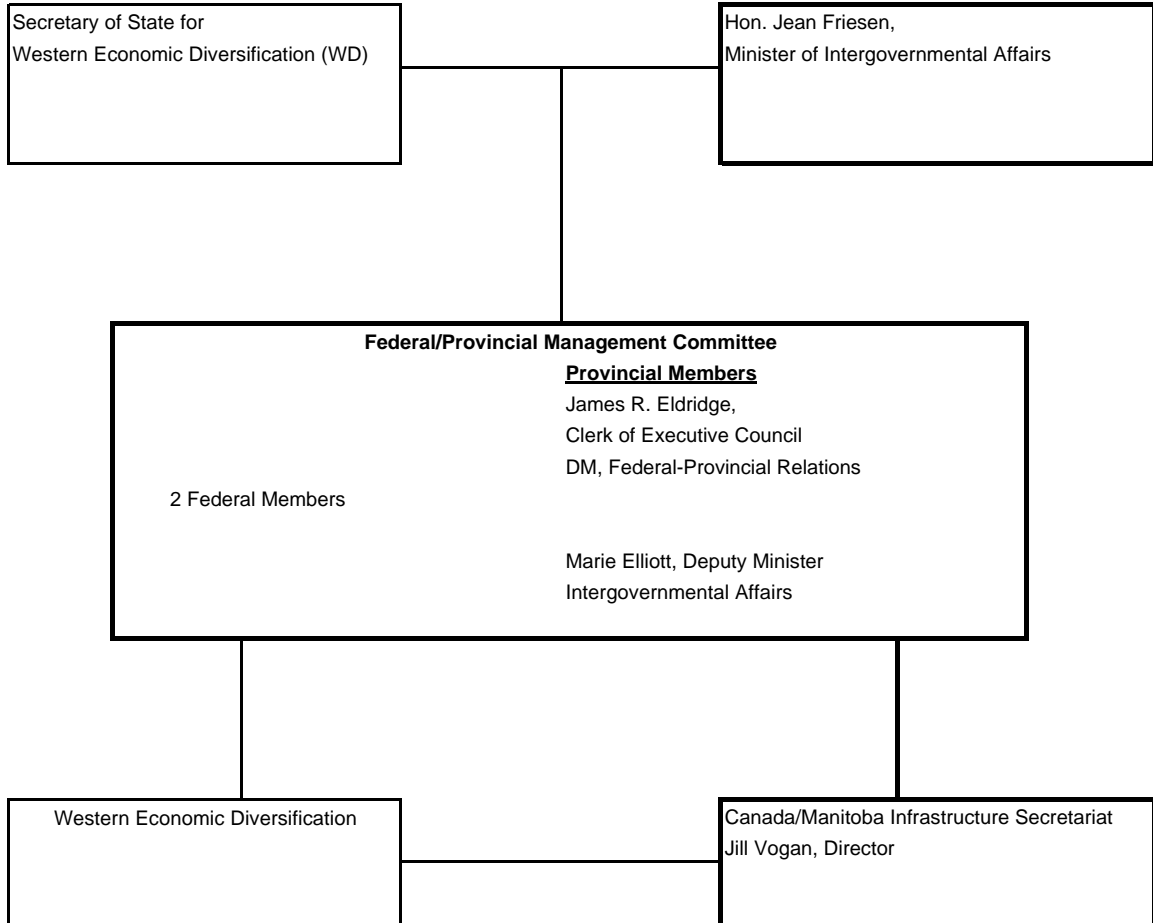 Secretary of State for
Western Economic Diversification (WD)
Hon. Jean Friesen,
Minister of Intergovernmental Affairs
Federal/Provincial Management Committee
Provincial Members
James R. Eldridge,
Clerk of Executive Council
DM, Federal-Provincial Relations
2 Federal Members
Marie Elliott, Deputy Minister
Intergovernmental Affairs
Western Economic Diversification
Canada/Manitoba Infrastructure Secretariat
Jill Vogan, Director